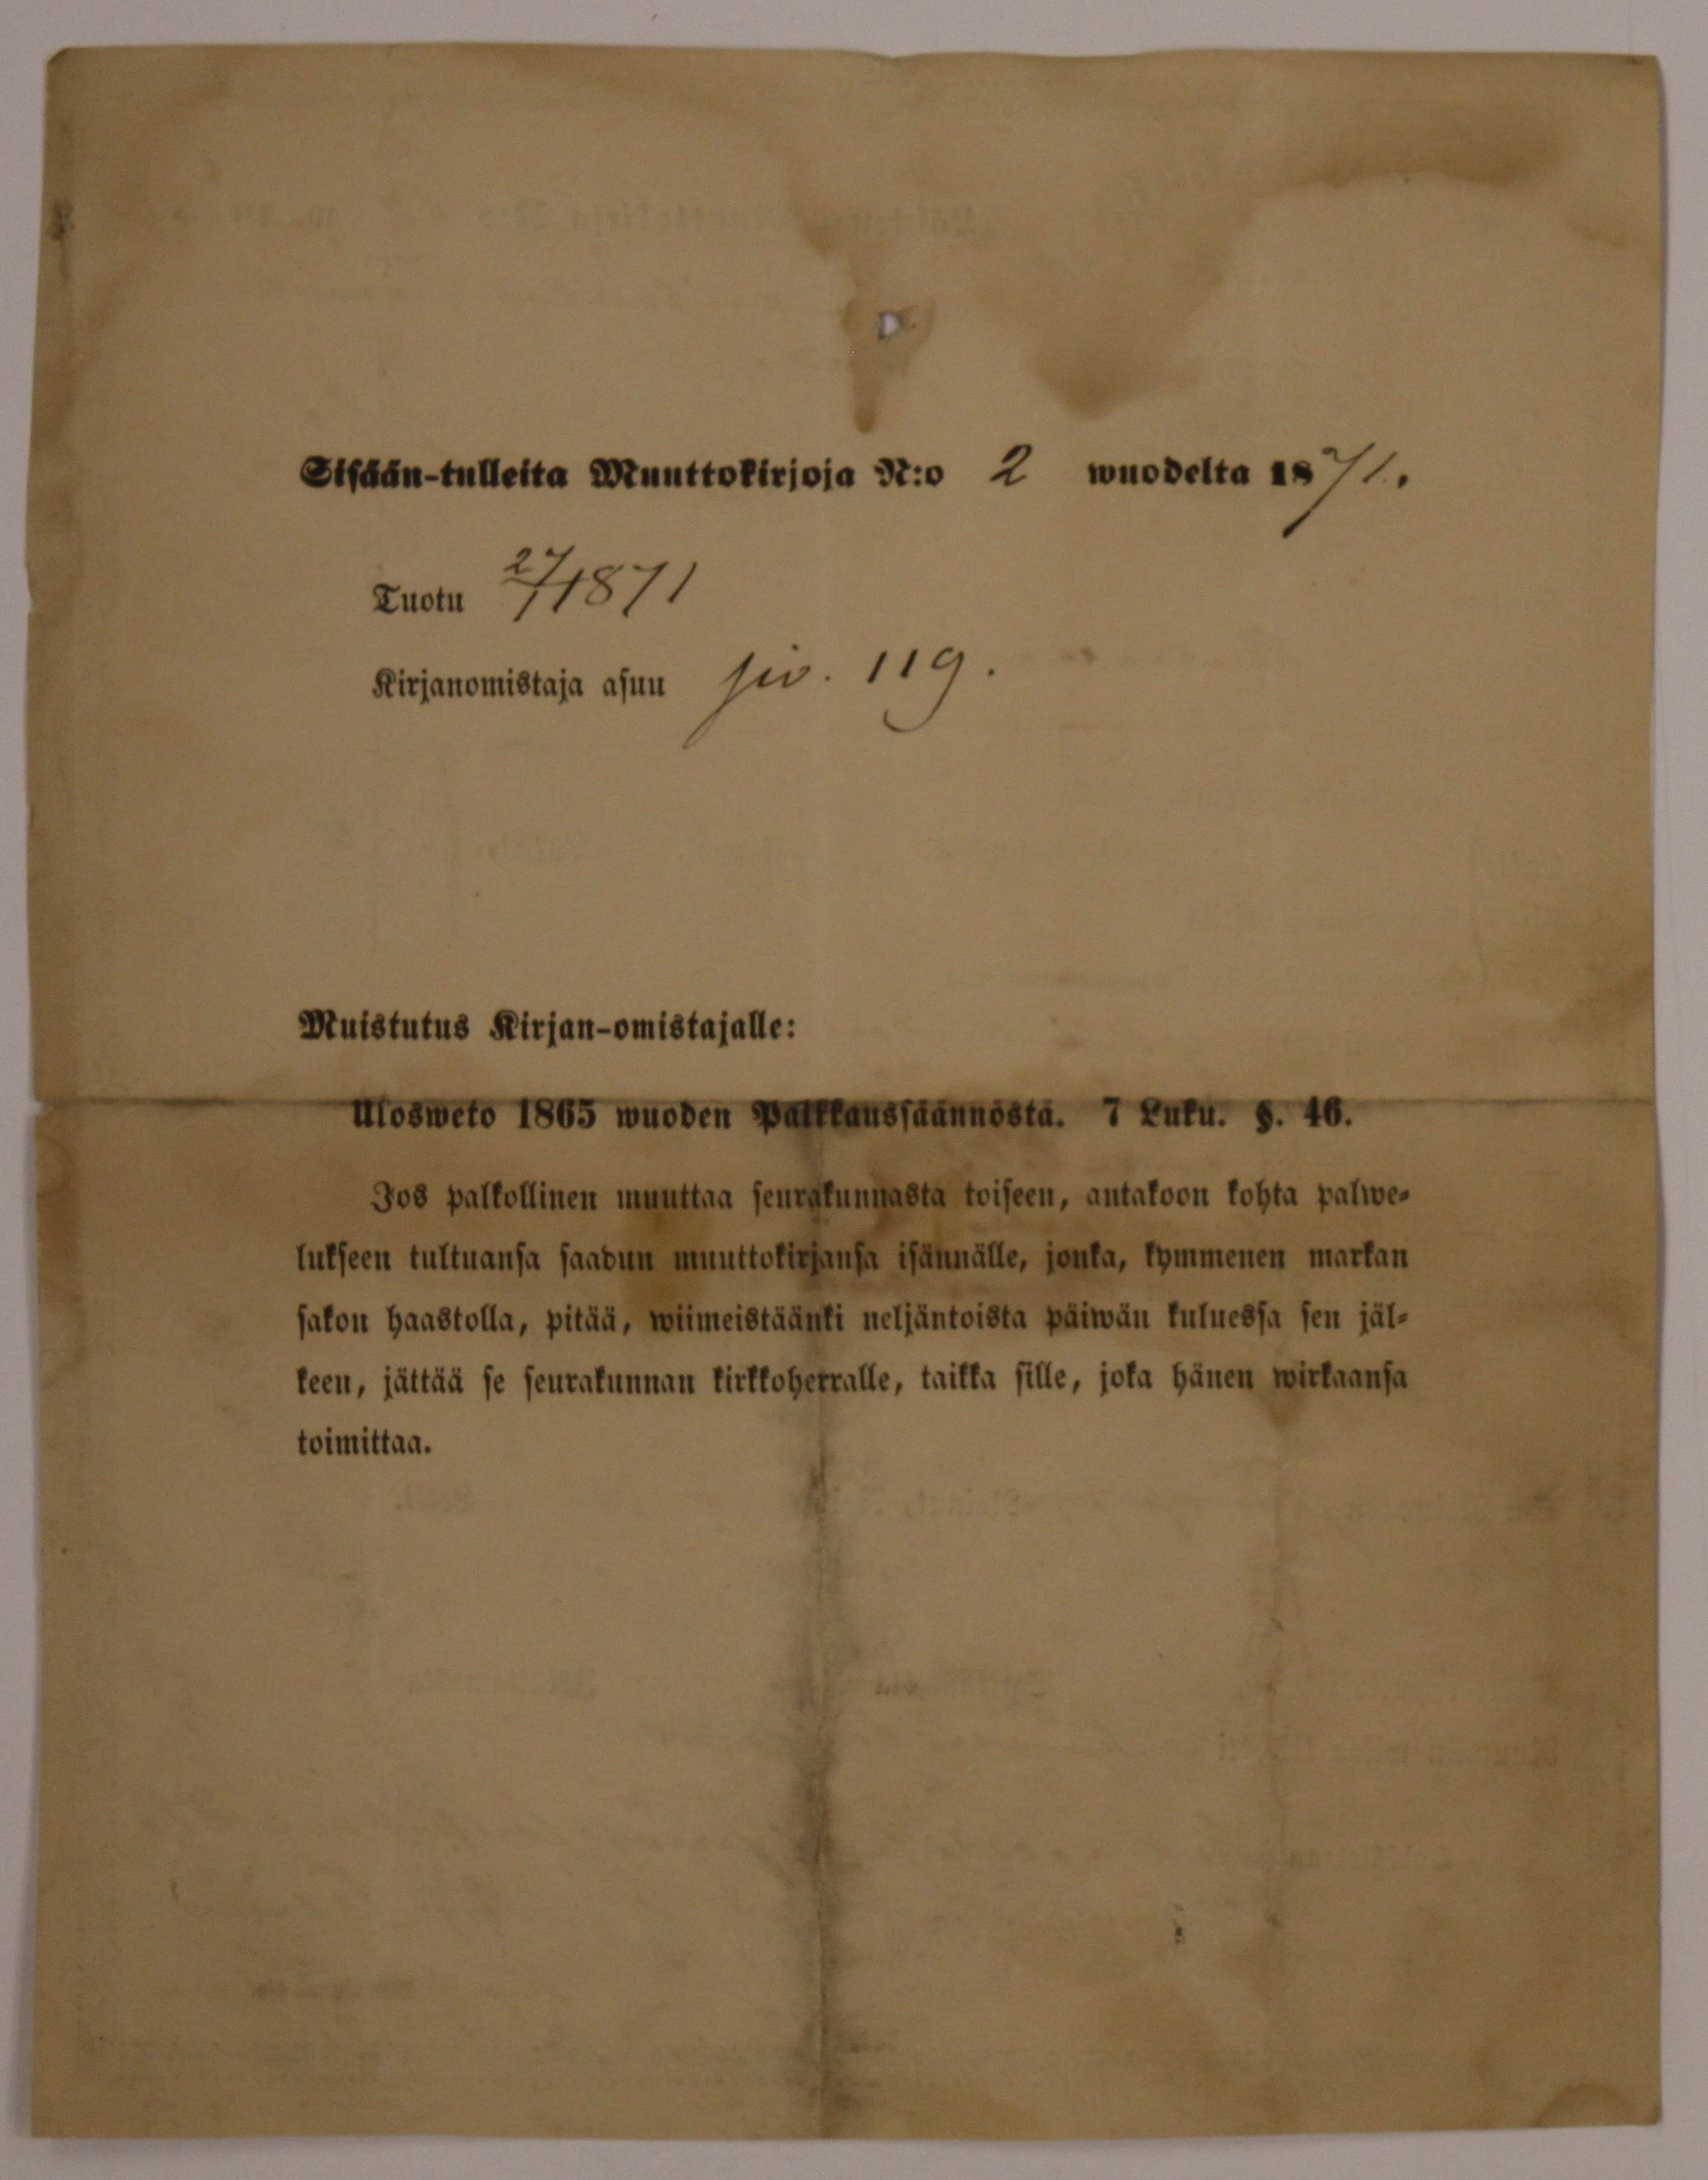 Sisään-tulleita Muuttokirjoja N:o 2 wuodelta 1871.
Tuotu 27/1 1871
Kirjanomistaja asuu siv. 119.
Muistutus Kirjan-omistajalle:
Ulosweto 1865 wuoden Palkkaussäännöstä. 7 Luku. §. 46.
Jos palkollinen muuttaa seurakunnasta toiseen, antakoon kohta palwe-
lukseen tultuansa saadun muuttokirjansa isännälle, jonka, kymmenen markan
sakon haastolla, pitää, wiimeistäänki neljäntoista päiwän kuluessa sen jäl-
keen, jättää se seurakunnan kirkkoherralle, taikka sille, joka hänen wirkaansa
toimittaa.